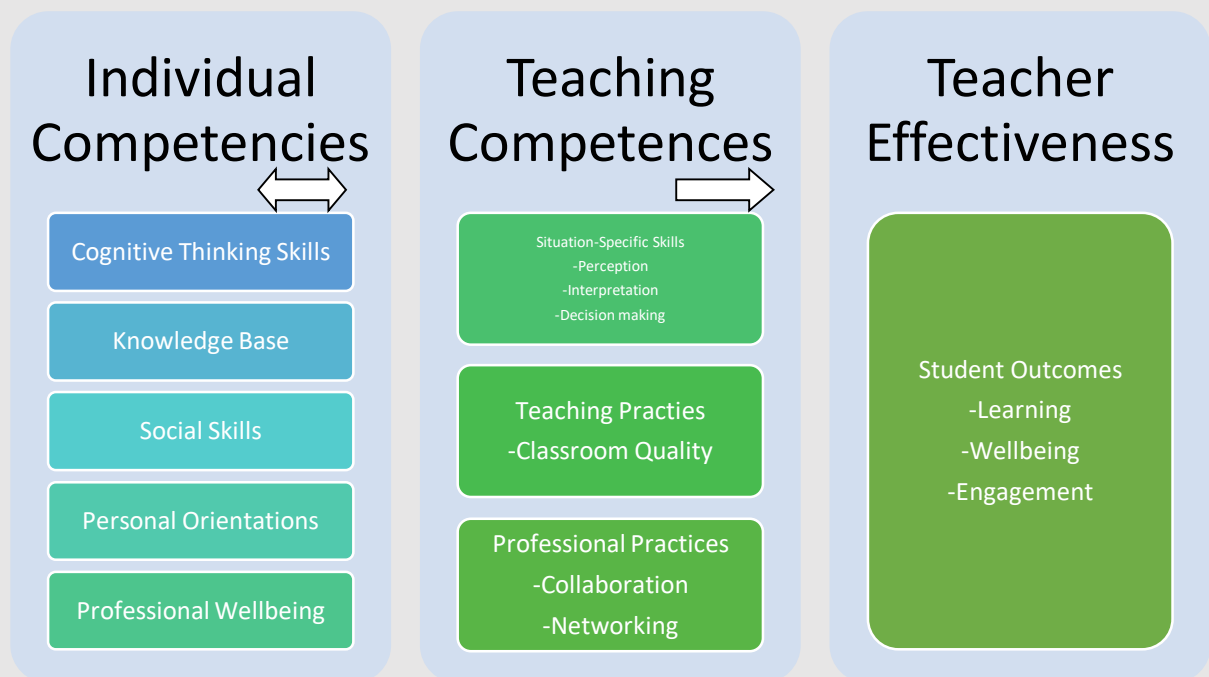 Individual
Competencies
Cognitive Thinking Skills
Knowledge Base
Social Skills
Personal Orientations
Professional Wellbeing
Teaching
Competences
Situation-Specific Skills
-Perception
-Interpretation
-Decision making
Teaching Practies
-Classroom Quality
Professional Practices
-Collaboration
-Networking
Teacher
Effectiveness
Student Outcomes
-Learning
-Wellbeing
-Engagement